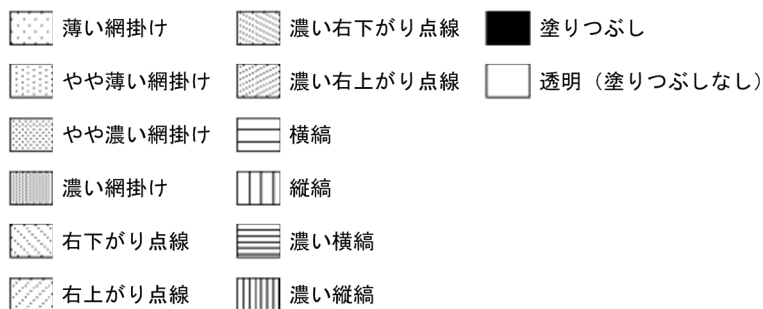 薄い網掛け
やや薄い網掛け
やや濃い網掛け
濃い網掛け
右下がり点線
右上がり点線
濃い右下がり点線
濃い右上がり点線
横縞
縦縞
濃い横縞
濃い縦縞
塗りつぶし
透明（塗りつぶしなし）